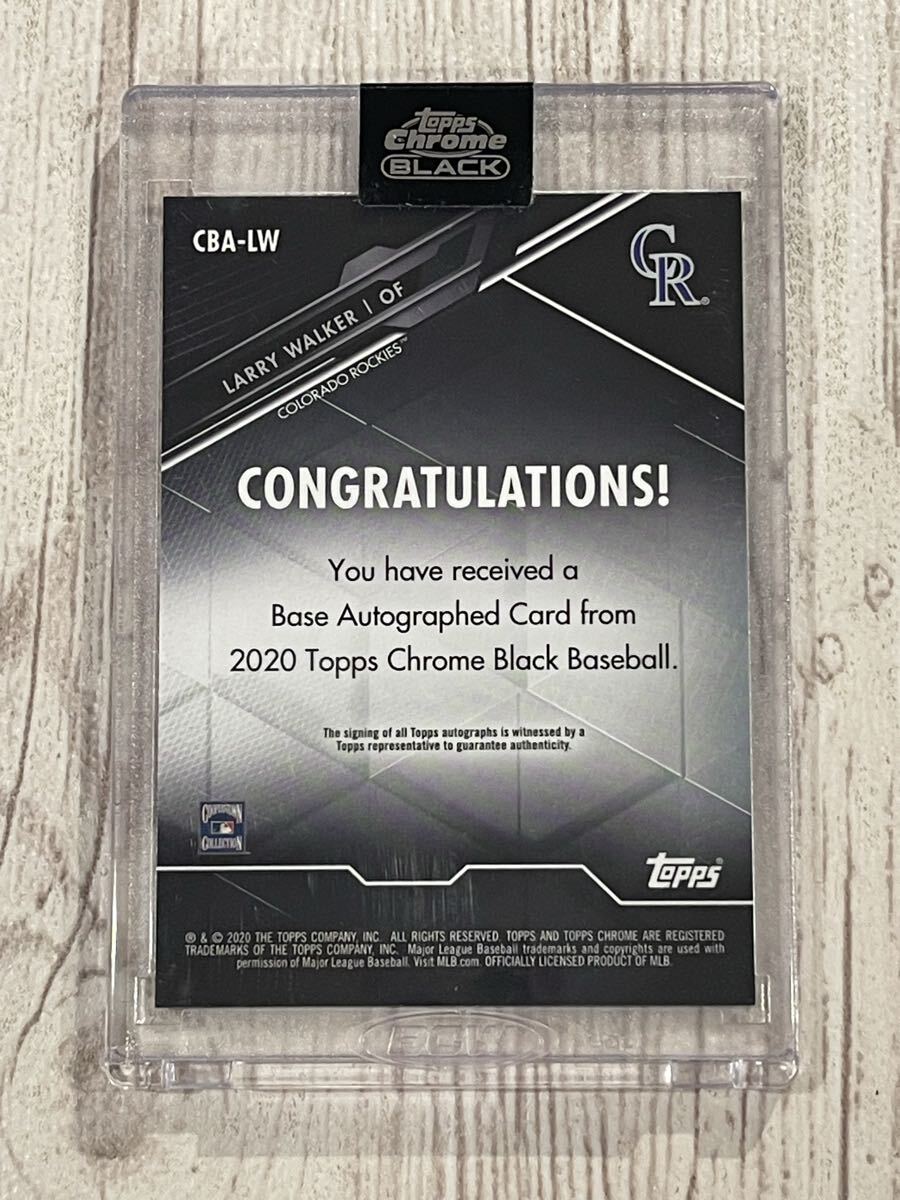 Topps
Chrome
BLACK
CBA-LW
CR®
LARRY WALKER | OF
COLORADO ROCKIES™
CONGRATULATIONS!
You have received a
Base Autographed Card from
2020 Topps Chrome Black Baseball.
The signing of all Topps autographs is witnessed by a
Topps representative to guarantee authenticity.
COOPERSTOWN
COLLECTION
topps®
® & © 2020 THE TOPPS COMPANY, INC. ALL RIGHTS RESERVED. TOPPS AND TOPPS CHROME ARE REGISTERED
TRADEMARKS OF THE TOPPS COMPANY, INC. Major League Baseball trademarks and copyrights are used with
permission of Major League Baseball. Visit MLB.com. OFFICIALLY LICENSED PRODUCT OF MLB.